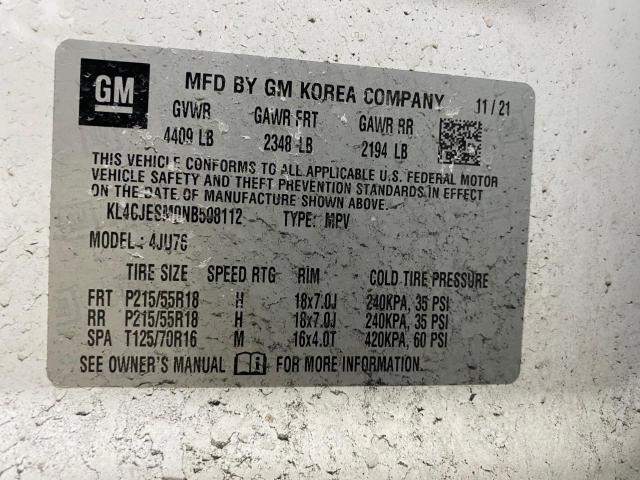 GM
MFD BY GM KOREA COMPANY 11/21
GVWR GAWR FRT GAWR RR
4409 LB 2348 LB 2194 LB
THIS VEHICLE CONFORMS TO ALL APPLICABLE U.S. FEDERAL MOTOR
VEHICLE SAFETY AND THEFT PREVENTION STANDARDS IN EFFECT
ON THE DATE OF MANUFACTURE SHOWN ABOVE.
KL4CJESM0NB508112 TYPE: MPV
MODEL: 4JU76
TIRE SIZE SPEED RTG RIM COLD TIRE PRESSURE
FRT P215/55R18 H 18x7.0J 240KPA, 35 PSI
RR P215/55R18 H 18x7.0J 240KPA, 35 PSI
SPA T125/70R16 M 16x4.0T 420KPA, 60 PSI
SEE OWNER'S MANUAL FOR MORE INFORMATION.